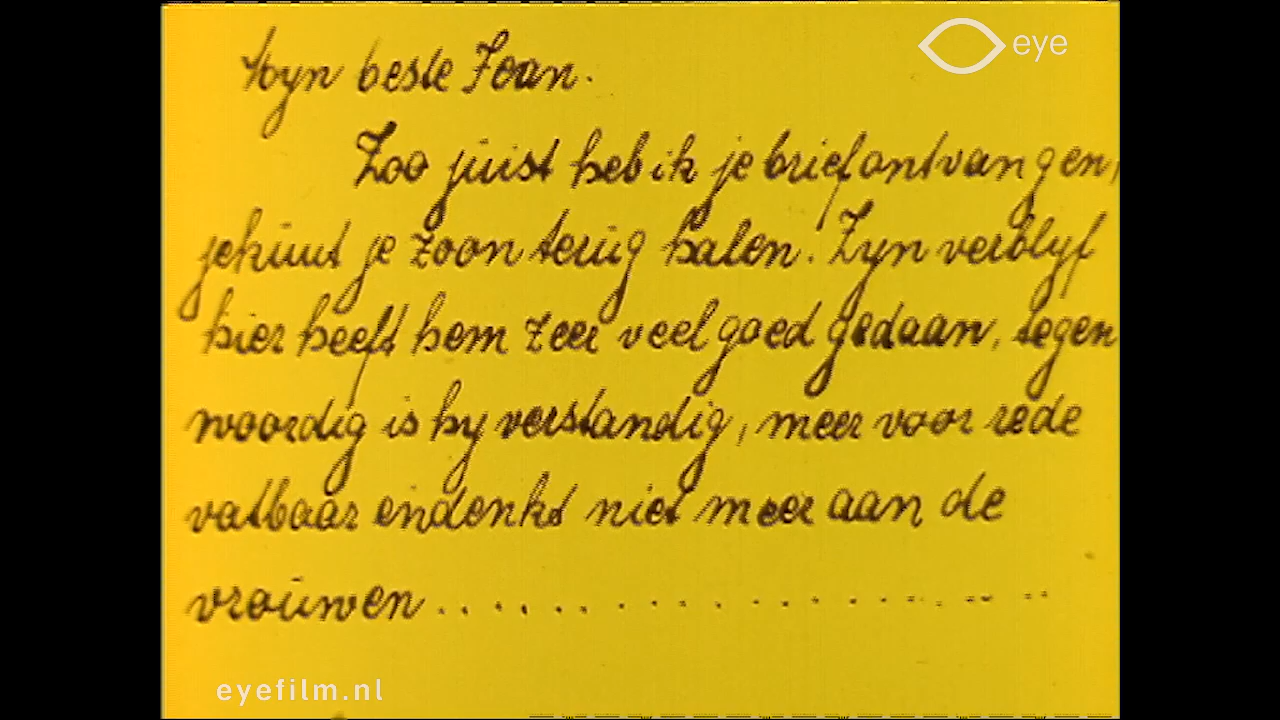 eye
Myn beste Jean.
Zoo juist heb ik je brief ontvangen,
je kunt je zoon terug halen. Zyn verblyf
hier heeft hem zeer veel goed gedaan, tegen
woordig is hy verstandig, meer voor rede
vatbaar en denkt niet meer aan de
vrouwen....................
eyefilm.nl